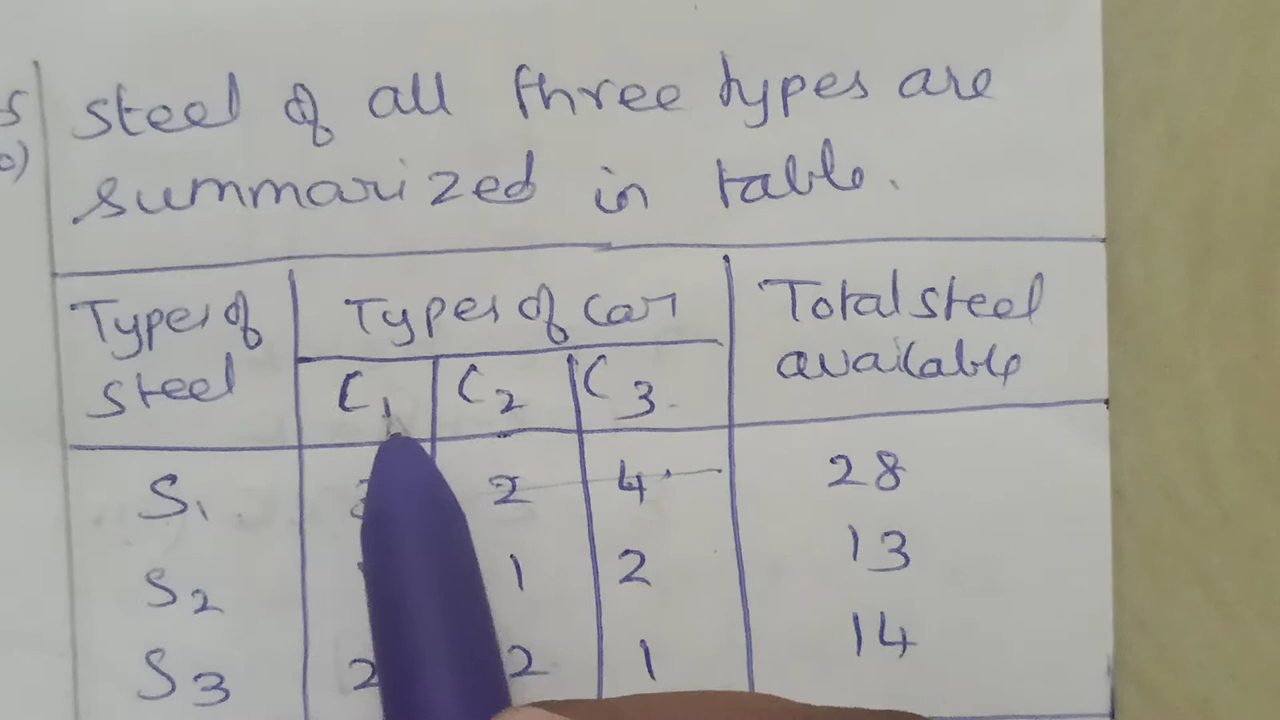 s
steel of all three types are
summarized in table.
Types of steel | Types of Car | Total steel available
C1 | C2 | C3
S1 | 2 | 4 | 28
S2 | 1 | 2 | 13
S3 | 2 | 2 | 1 | 14